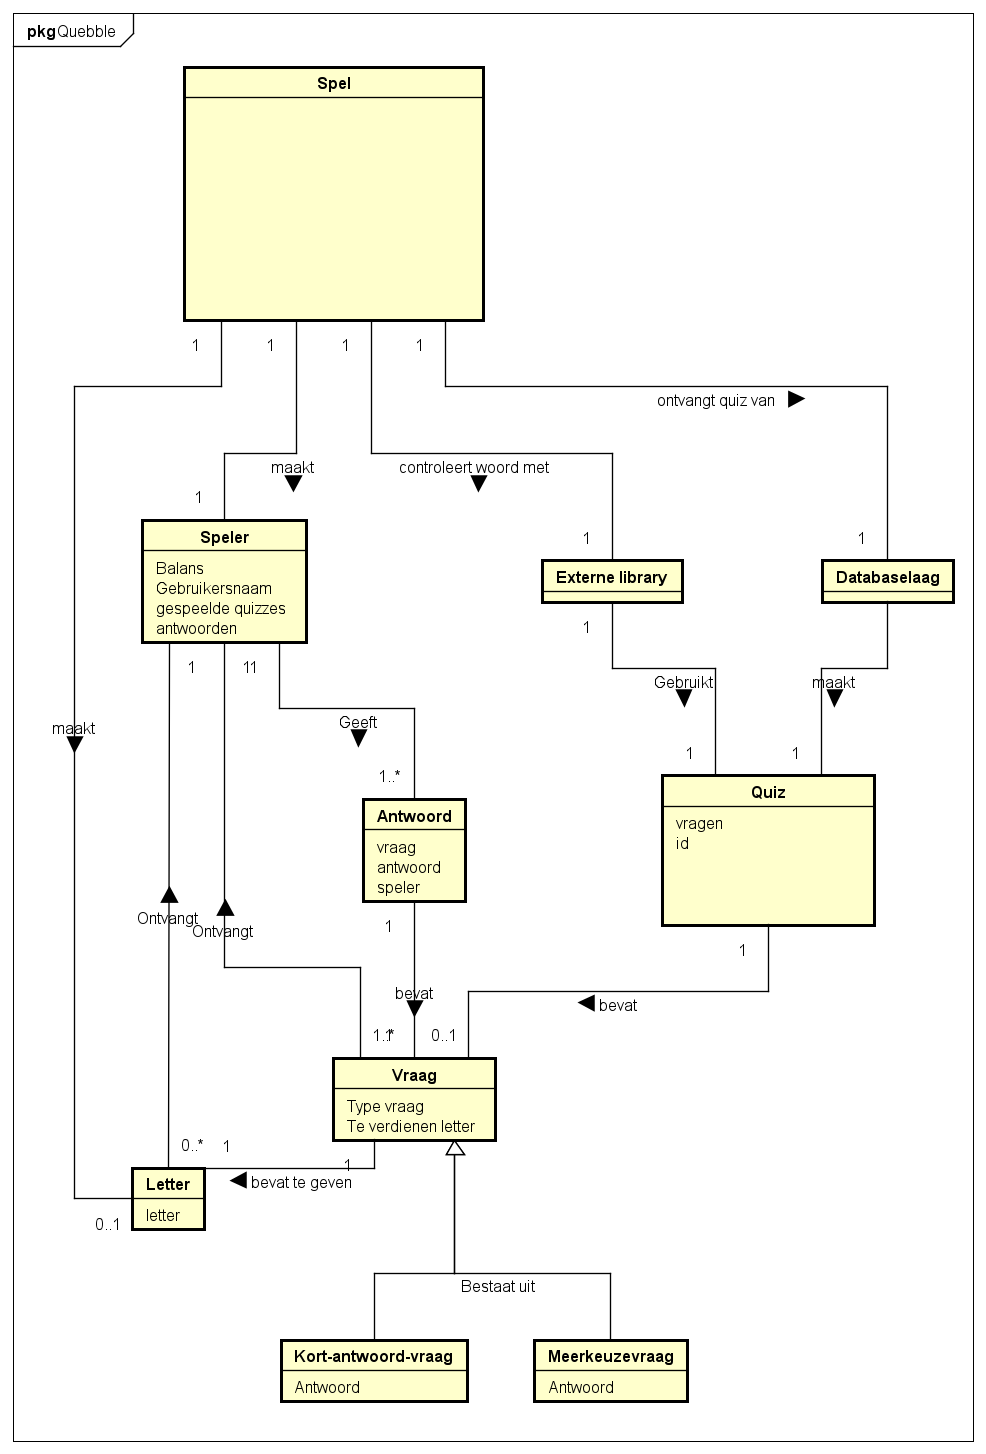 pkg Quebble
Spel
1
1
1
1
ontvangt quiz van
maakt
controleert woord met
1
1
1
Speler
Balans
Gebruikersnaam
gespeelde quizzes
antwoorden
Externe library
Databaselaag
1
1
11
Gebruikt
maakt
Geeft
maakt
1
1
1..*
Quiz
vragen
id
Antwoord
vraag
antwoord
speler
Ontvangt
Ontvangt
1
1
bevat
bevat
1..*
1
0..1
Vraag
Type vraag
Te verdienen letter
0..*
1
1
bevat te geven
Letter
letter
0..1
Bestaat uit
Kort-antwoord-vraag
Antwoord
Meerkeuzevraag
Antwoord